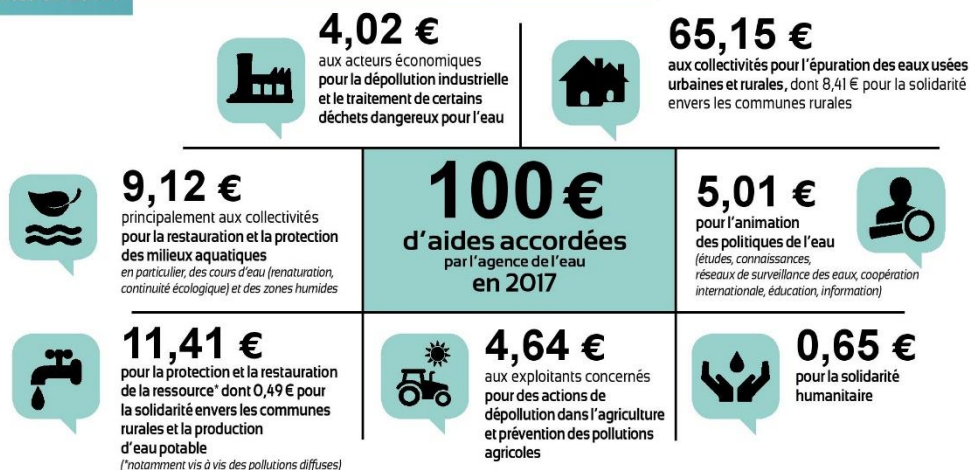 4,02 €
aux acteurs économiques
pour la dépollution industrielle
et le traitement de certains
déchets dangereux pour l'eau
65,15 €
aux collectivités pour l'épuration des eaux usées
urbaines et rurales, dont 8,41 € pour la solidarité
envers les communes rurales
9,12 €
principalement aux collectivités
pour la restauration et la protection
des milieux aquatiques
en particulier, des cours d'eau (renaturation,
continuité écologique) et des zones humides
100 €
d'aides accordées
par l'agence de l'eau
en 2017
5,01 €
pour l'animation
des politiques de l'eau
(études, connaissances,
réseaux de surveillance des eaux, coopération
internationale, éducation, information)
11,41 €
pour la protection et la restauration
de la ressource* dont 0,49 € pour
la solidarité envers les communes
rurales et la production
d'eau potable
(*notamment vis à vis des pollutions diffuses)
4,64 €
aux exploitants concernés
pour des actions de
dépollution dans l'agriculture
et prévention des pollutions
agricoles
0,65 €
pour la solidarité
humanitaire